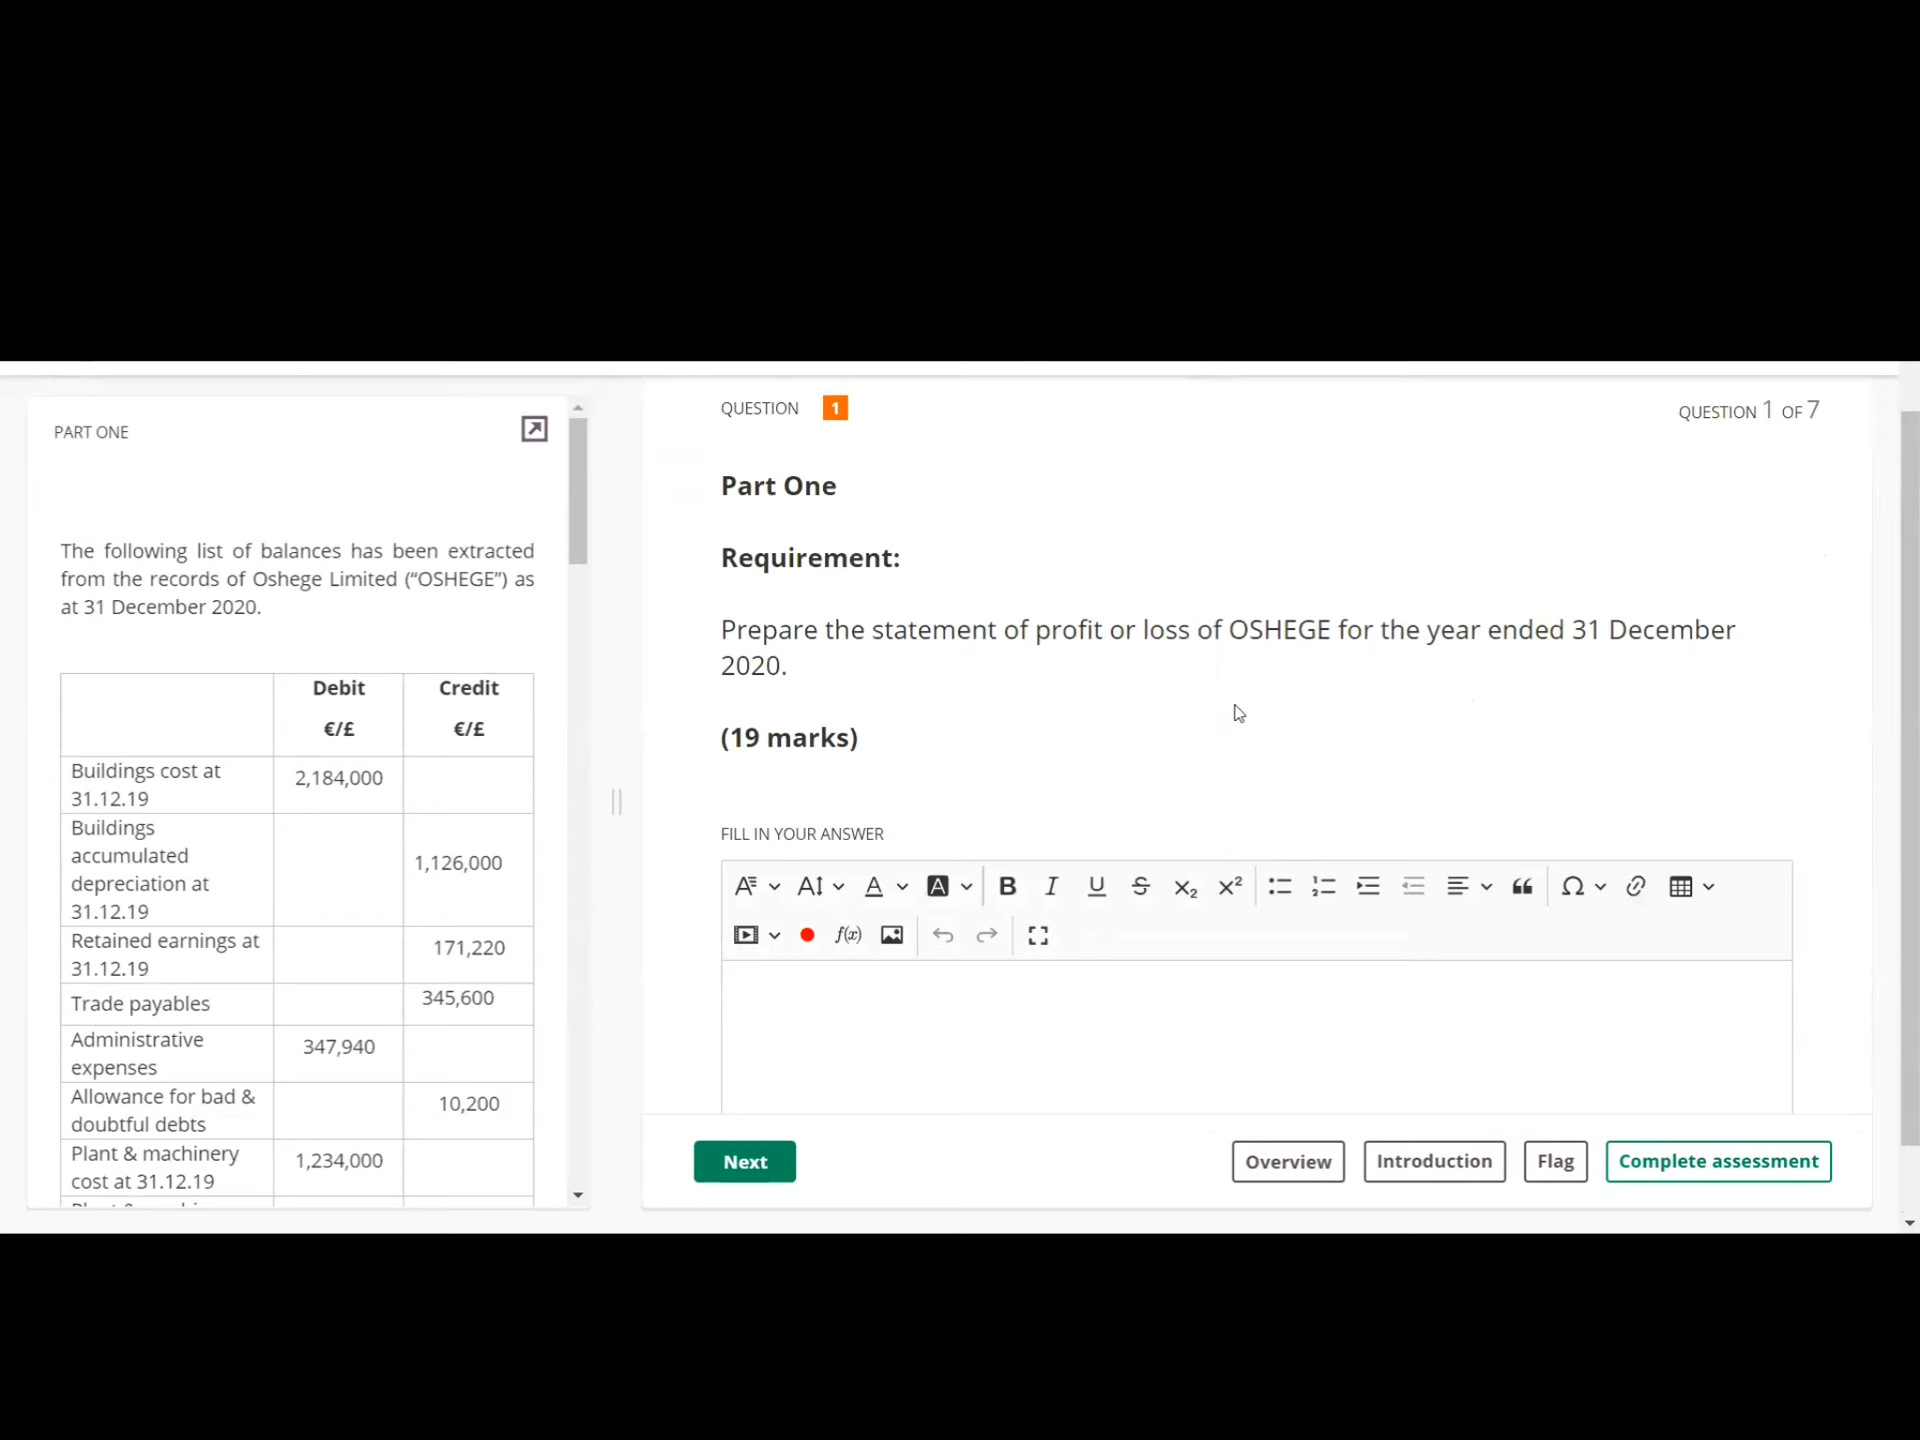 PART ONE
The following list of balances has been extracted
from the records of Oshege Limited (“OSHEGE”) as
at 31 December 2020.
Debit Credit
€/£ €/£
Buildings cost at
31.12.19 2,184,000
Buildings
accumulated
depreciation at
31.12.19 1,126,000
Retained earnings at
31.12.19 171,220
Trade payables 345,600
Administrative
expenses 347,940
Allowance for bad &
doubtful debts 10,200
Plant & machinery
cost at 31.12.19 1,234,000
QUESTION 1
QUESTION 1 OF 7
Part One
Requirement:
Prepare the statement of profit or loss of OSHEGE for the year ended 31 December
2020.
(19 marks)
FILL IN YOUR ANSWER
Next
Overview
Introduction
Flag
Complete assessment